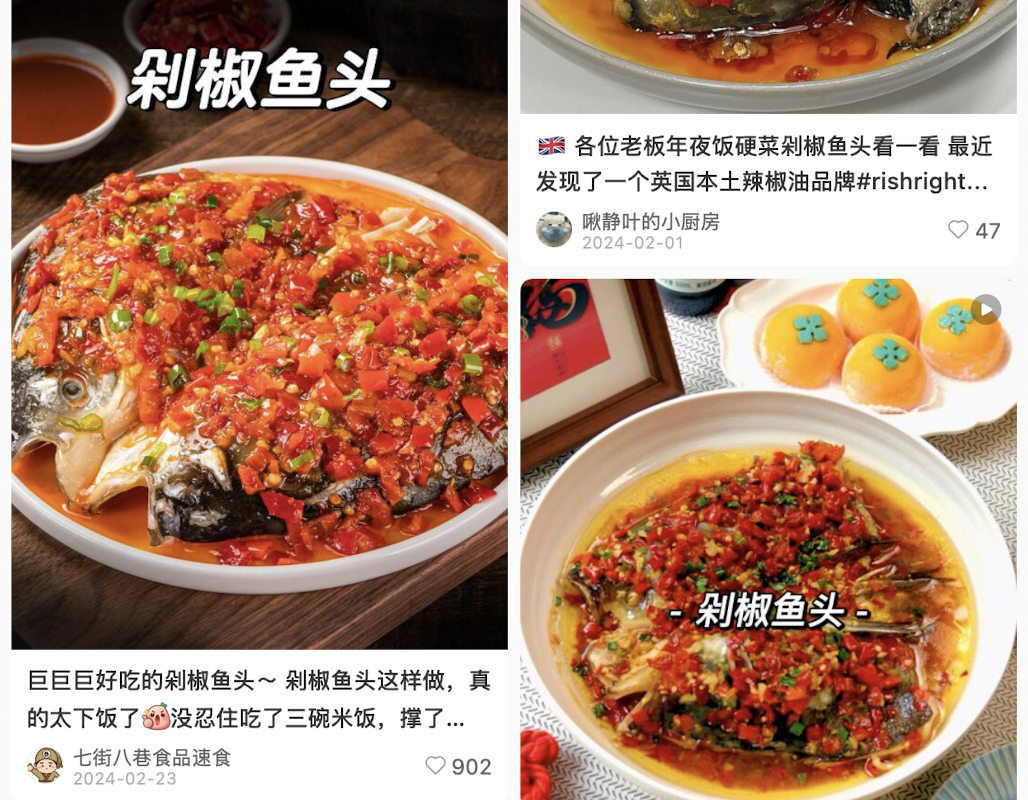 剁椒鱼头
巨巨巨好吃的剁椒鱼头～ 剁椒鱼头这样做，真
的太下饭了没忍住吃了三碗米饭，撑了...
七街八巷食品速食
2024-02-23
902
🇬🇧 各位老板年夜饭硬菜剁椒鱼头看一看 最近
发现了一个英国本土辣椒油品牌#rishright...
啾静叶的小厨房
2024-02-01
47
- 剁椒鱼头 -